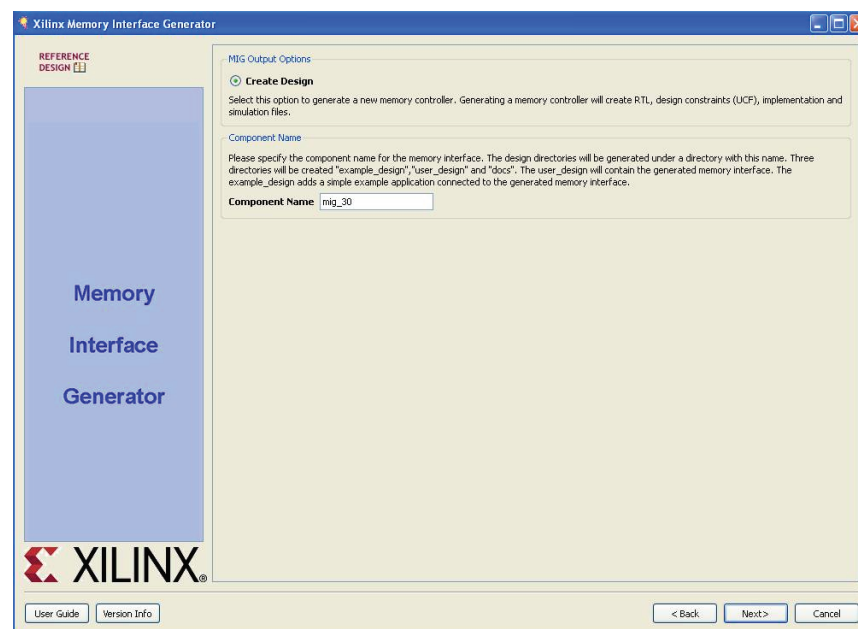 Xilinx Memory Interface Generator
REFERENCE
DESIGN
MIG Output Options
Create Design
Select this option to generate a new memory controller. Generating a memory controller will create RTL, design constraints (UCF), implementation and
simulation files.
Component Name
Please specify the component name for the memory interface. The design directories will be generated under a directory with this name. Three
directories will be created "example_design","user_design" and "docs". The user_design will contain the generated memory interface. The
example_design adds a simple example application connected to the generated memory interface.
Component Name mig_30
Memory
Interface
Generator
XILINX®
User Guide Version Info < Back Next> Cancel